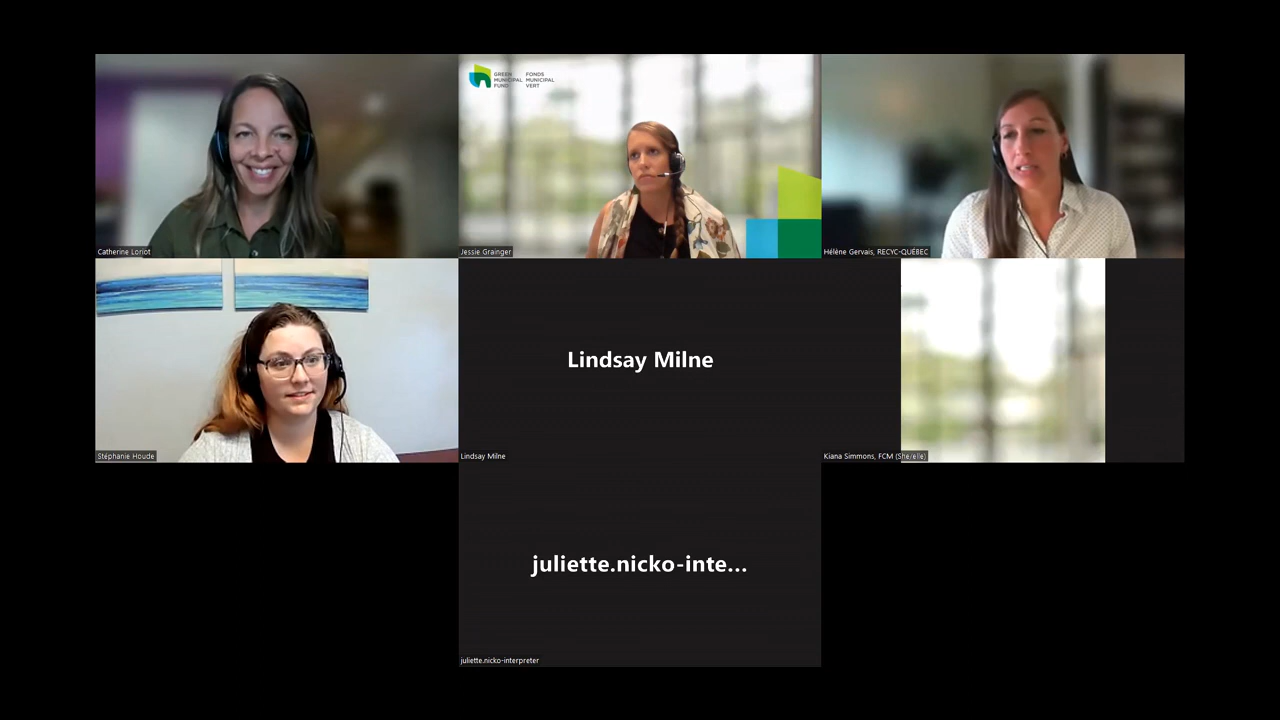 GREEN MUNICIPAL FUND
FONDS MUNICIPAL VERT
Catherine Loriot
Jessie Grainger
Hélène Gervais, RECYC-QUÉBEC
Stéphanie Houde
Lindsay Milne
Lindsay Milne
Kiana Simmons, FCM (She/elle)
juliette.nicko-inte...
juliette.nicko-interpreter